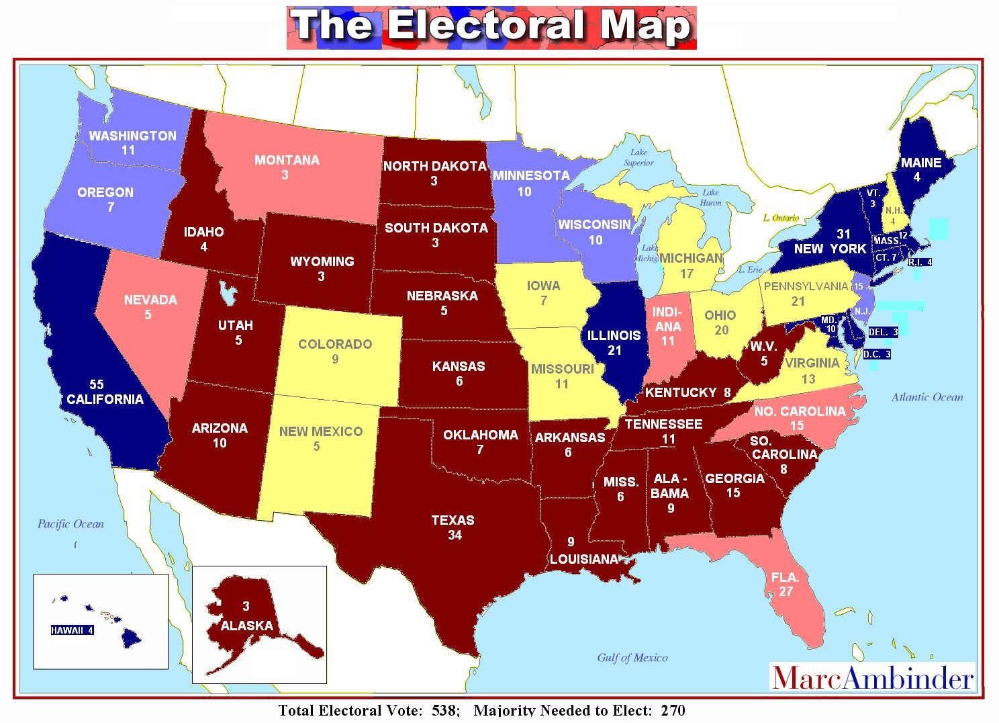 The Electoral Map
WASHINGTON
11
OREGON
7
IDAHO
4
MONTANA
3
NORTH DAKOTA
3
MINNESOTA
10
Lake
Superior
WISCONSIN
10
Lake
Huron
Lake
Michigan
MICHIGAN
17
L. Ontario
L. Erie
MAINE
4
VT.
3
N.H.
4
31
NEW YORK
MASS.
12
CT. 7
R.I. 4
SOUTH DAKOTA
3
WYOMING
3
NEVADA
5
UTAH
5
COLORADO
9
NEBRASKA
5
IOWA
7
ILLINOIS
21
INDI-
ANA
11
OHIO
20
PENNSYLVANIA
21
15
N.J.
MD.
10
DEL. 3
D.C. 3
W.V.
5
VIRGINIA
13
55
CALIFORNIA
KANSAS
6
MISSOURI
11
KENTUCKY 8
Atlantic Ocean
ARIZONA
10
NEW MEXICO
5
OKLAHOMA
7
ARKANSAS
6
TENNESSEE
11
NO. CAROLINA
15
SO.
CAROLINA
8
MISS.
6
ALA -
BAMA
9
GEORGIA
15
TEXAS
34
9
LOUISIANA
FLA.
27
Pacific Ocean
HAWAII 4
3
ALASKA
Gulf of Mexico
MarcAmbinder
Total Electoral Vote: 538; Majority Needed to Elect: 270